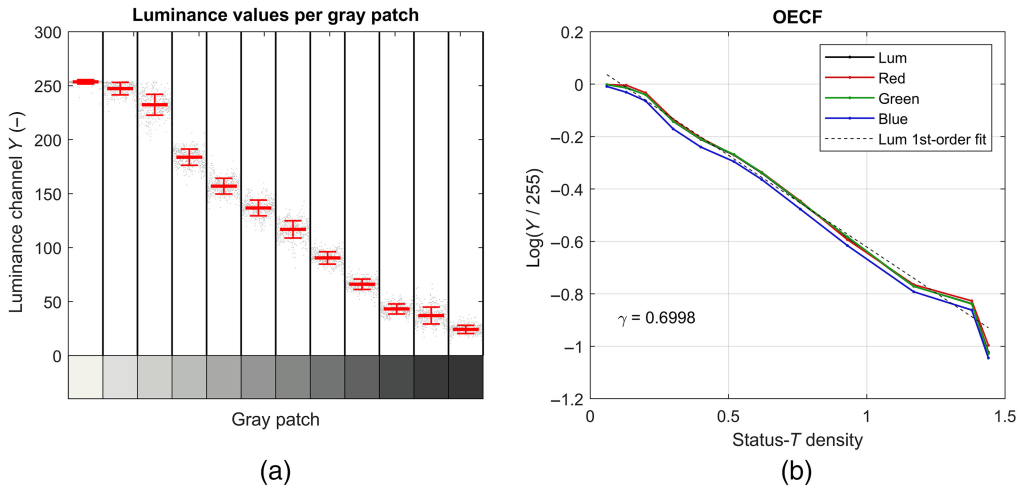 Luminance values per gray patch
300
250
200
150
100
50
0
Luminance channel Y (–)
Gray patch
(a)
OECF
0.2
0
–0.2
–0.4
–0.6
–0.8
–1
–1.2
Log(Y / 255)
Lum
Red
Green
Blue
Lum 1st-order fit
γ = 0.6998
0
0.5
1
1.5
Status-T density
(b)